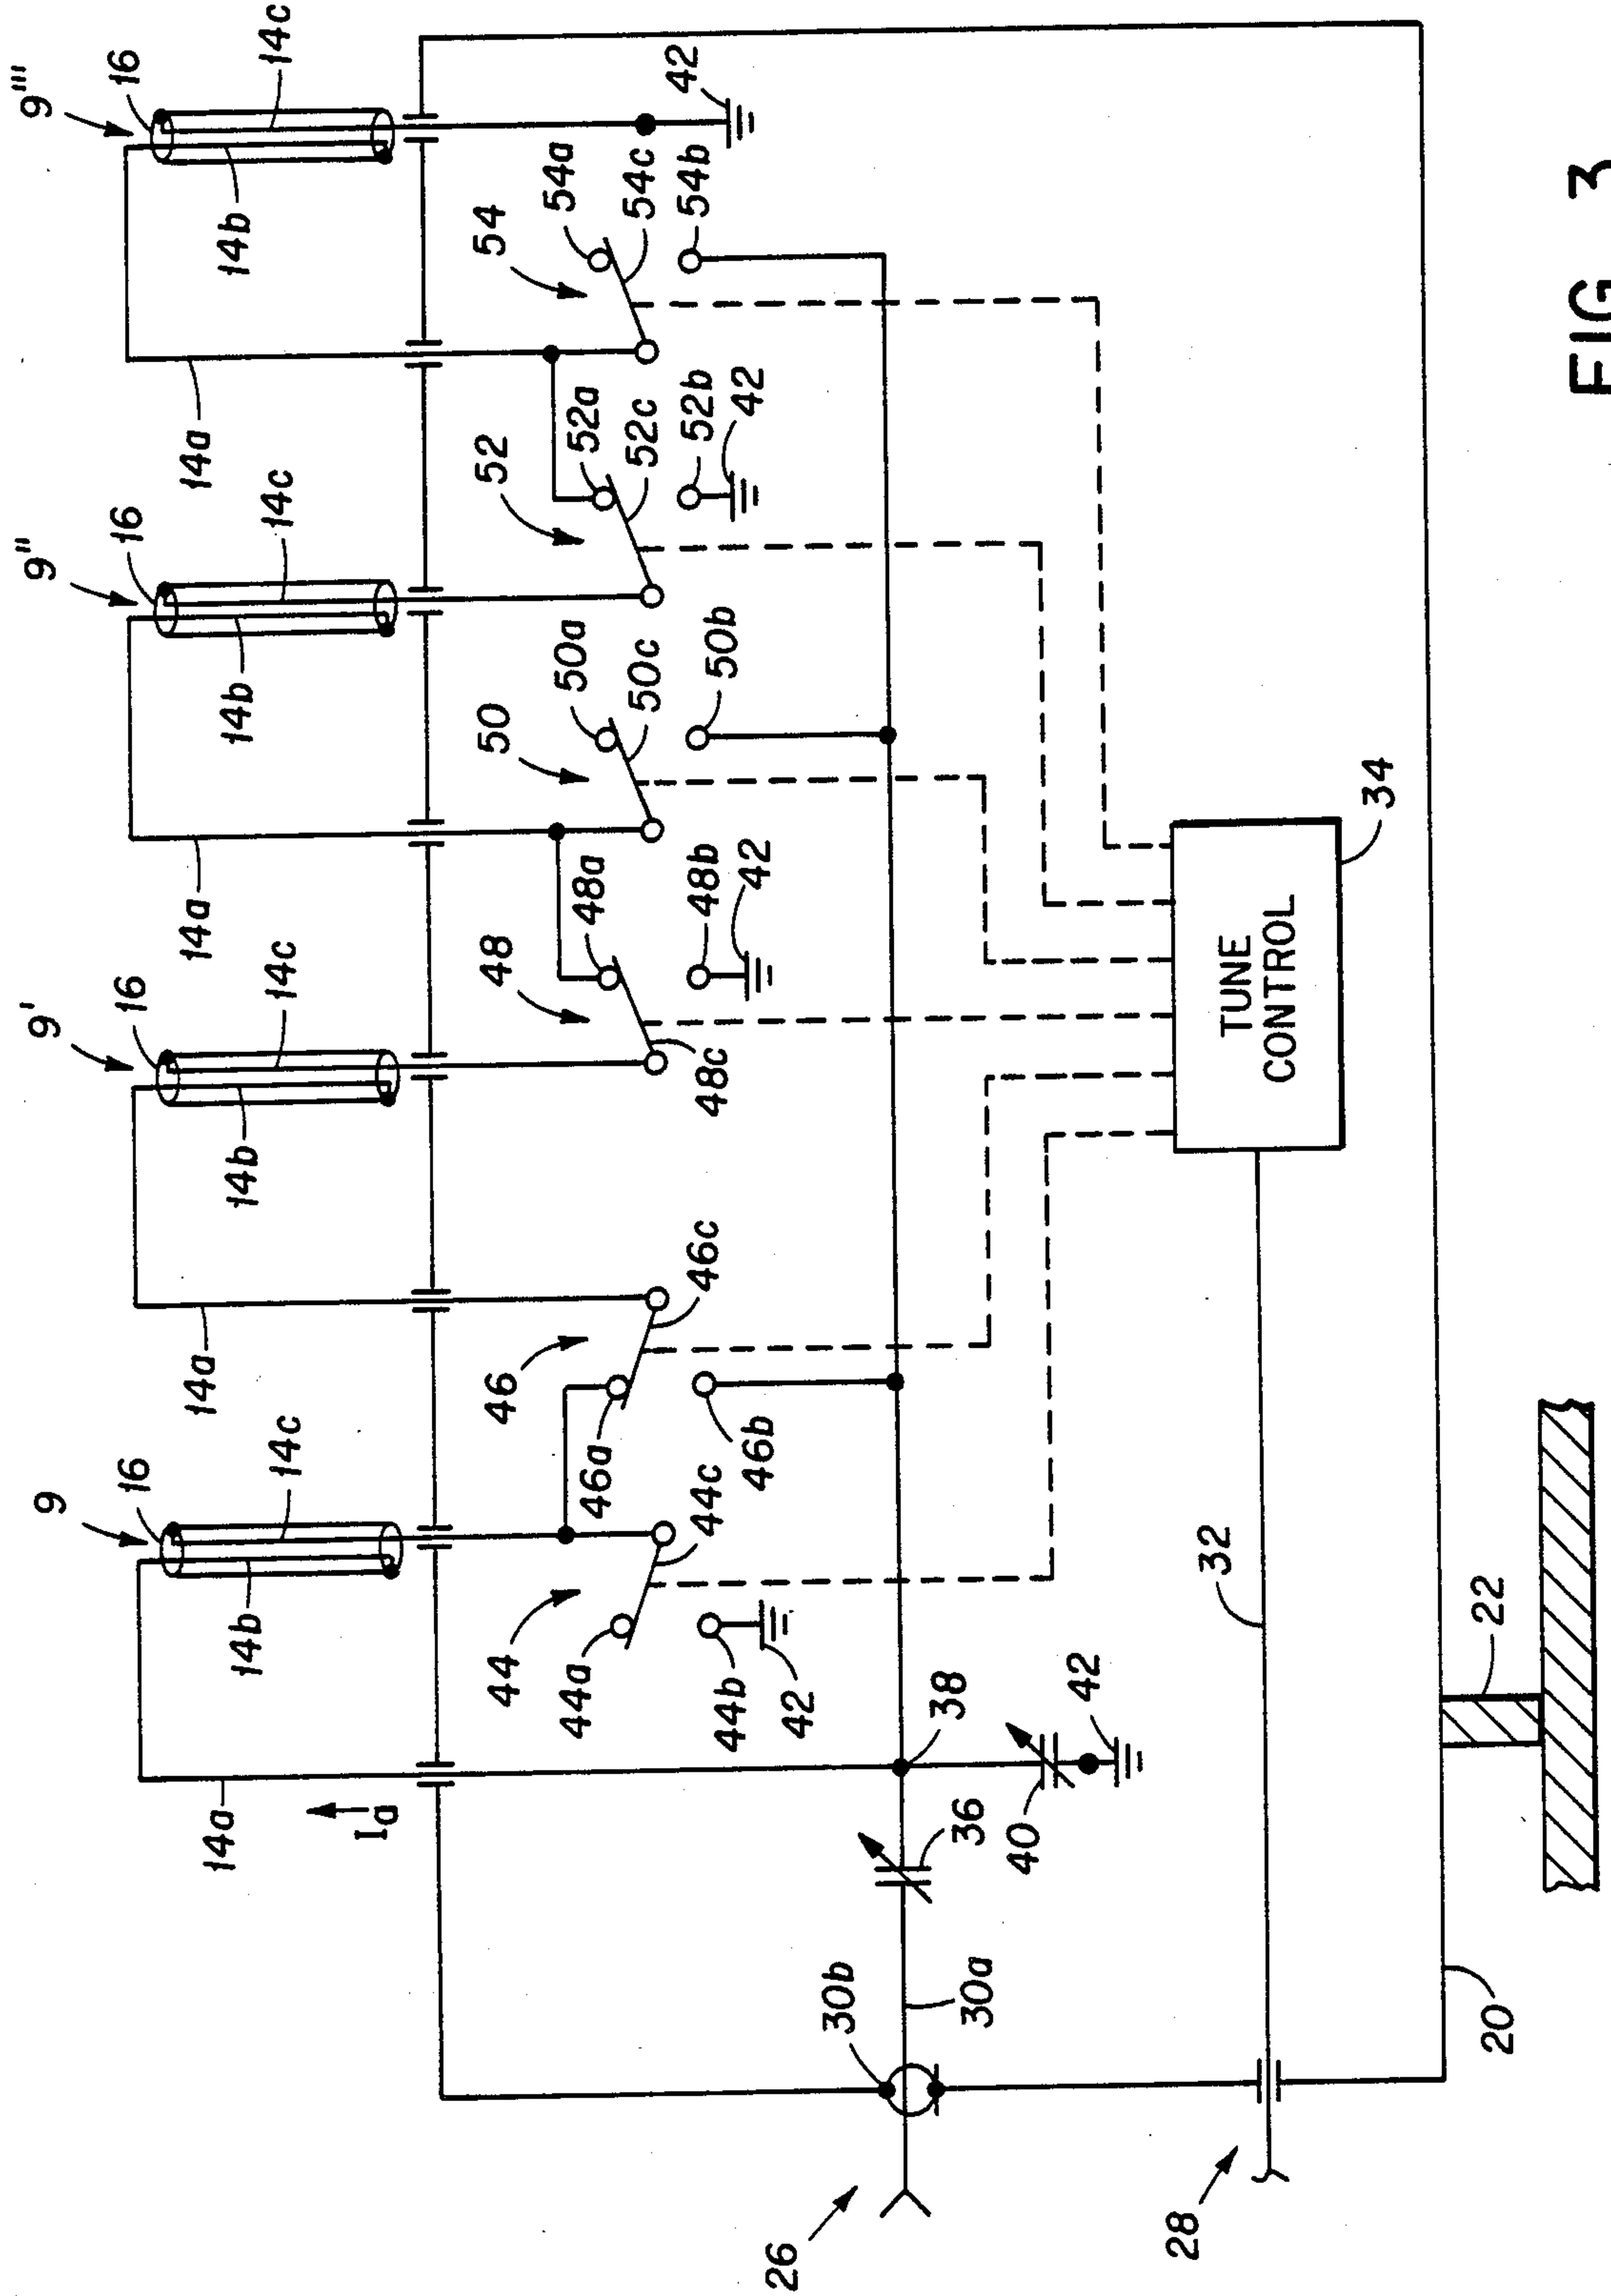 9
9'
9''
9'''
16
16
16
16
14c
14c
14c
14c
14b
14b
14b
14b
14a
14a
14a
14a
Ia
44
44a
44c
44b
42
46
46a
46c
46b
48
48a
48c
48b
42
50
50a
50c
50b
52
52a
52c
52b
42
54
54a
54c
54b
42
38
36
40
42
30b
30a
26
32
TUNE
CONTROL
34
28
20
22
FIG 3